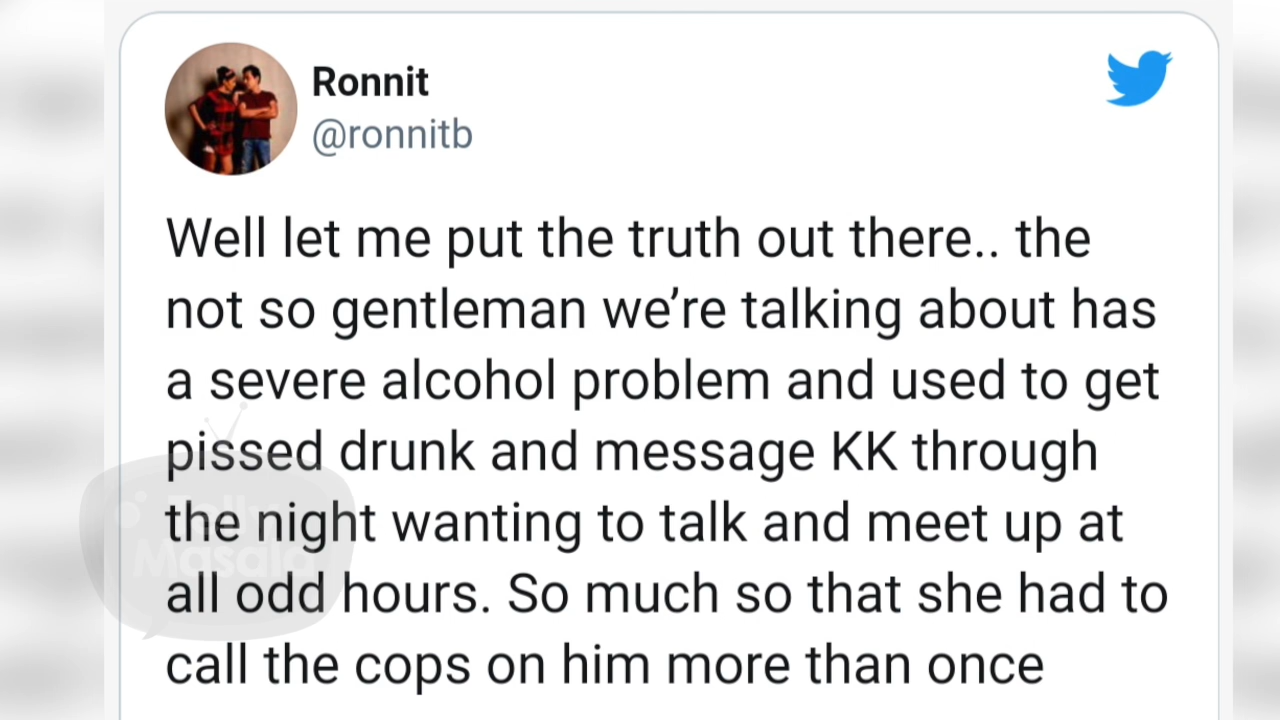 Ronnit
@ronnitb
Well let me put the truth out there.. the
not so gentleman we’re talking about has
a severe alcohol problem and used to get
pissed drunk and message KK through
the night wanting to talk and meet up at
all odd hours. So much so that she had to
call the cops on him more than once
Telly
Masala